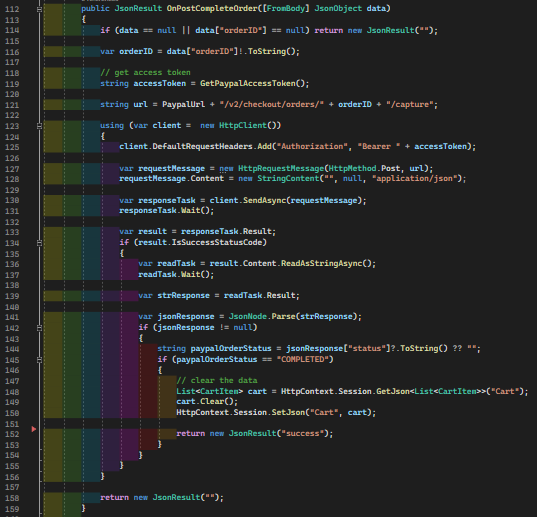 112 public JsonResult OnPostCompleteOrder([FromBody] JsonObject data)
113 {
114 if (data == null || data["orderID"] == null) return new JsonResult("");
115
116 var orderID = data["orderID"]!.ToString();
117
118 // get access token
119 string accessToken = GetPaypalAccessToken();
120
121 string url = PaypalUrl + "/v2/checkout/orders/" + orderID + "/capture";
122
123 using (var client = new HttpClient())
124 {
125 client.DefaultRequestHeaders.Add("Authorization", "Bearer " + accessToken);
126
127 var requestMessage = new HttpRequestMessage(HttpMethod.Post, url);
128 requestMessage.Content = new StringContent("", null, "application/json");
129
130 var responseTask = client.SendAsync(requestMessage);
131 responseTask.Wait();
132
133 var result = responseTask.Result;
134 if (result.IsSuccessStatusCode)
135 {
136 var readTask = result.Content.ReadAsStringAsync();
137 readTask.Wait();
138
139 var strResponse = readTask.Result;
140
141 var jsonResponse = JsonNode.Parse(strResponse);
142 if (jsonResponse != null)
143 {
144 string paypalOrderStatus = jsonResponse["status"]?.ToString() ?? "";
145 if (paypalOrderStatus == "COMPLETED")
146 {
147 // clear the data
148 List<CartItem> cart = HttpContext.Session.GetJson<List<CartItem>>("Cart");
149 cart.Clear();
150 HttpContext.Session.SetJson("Cart", cart);
151
152 return new JsonResult("success");
153 }
154 }
155 }
156 }
157
158 return new JsonResult("");
159 }